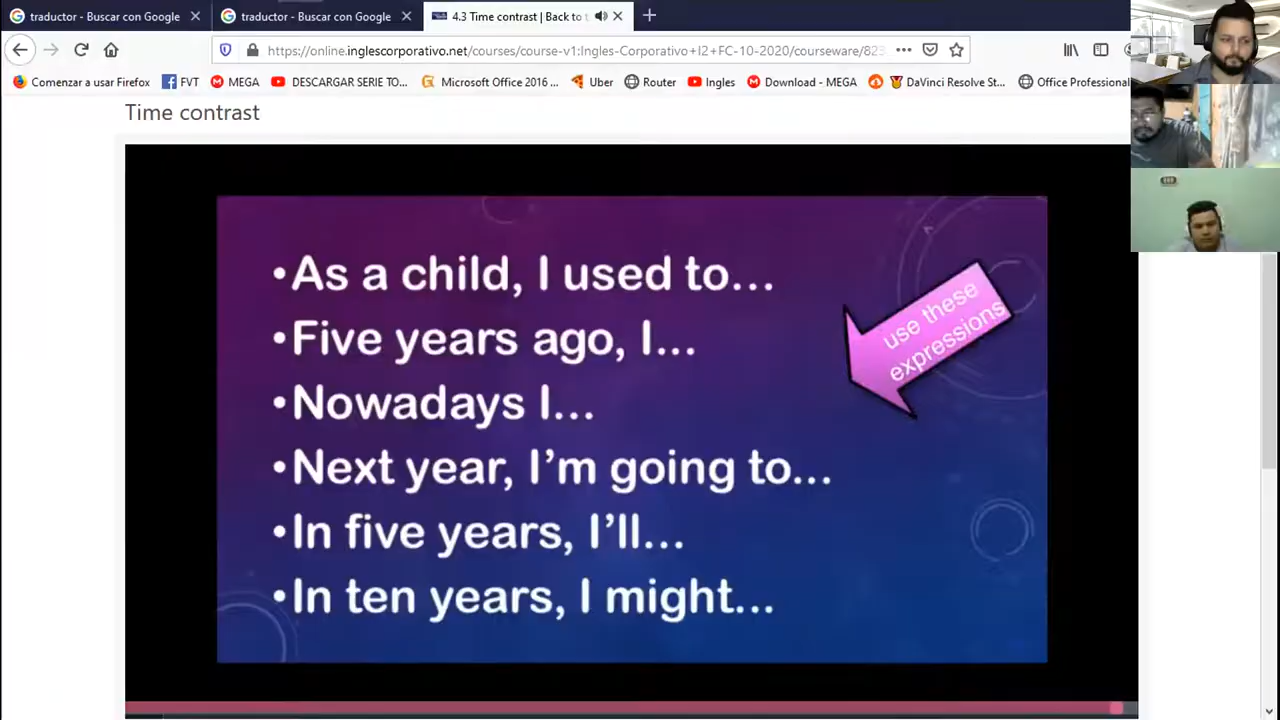 traductor - Buscar con Google
traductor - Buscar con Google
4.3 Time contrast | Back to t
https://online.inglescorporativo.net/courses/course-v1:Ingles-Corporativo+I2+FC-10-2020/courseware/823
Comenzar a usar Firefox
FVT
MEGA
DESCARGAR SERIE TO...
Microsoft Office 2016 ...
Uber
Router
Ingles
Download - MEGA
DaVinci Resolve St...
Office Professional
Time contrast
•As a child, I used to...
•Five years ago, I...
•Nowadays I...
•Next year, I'm going to...
•In five years, I'll...
•In ten years, I might...
use these
expressions